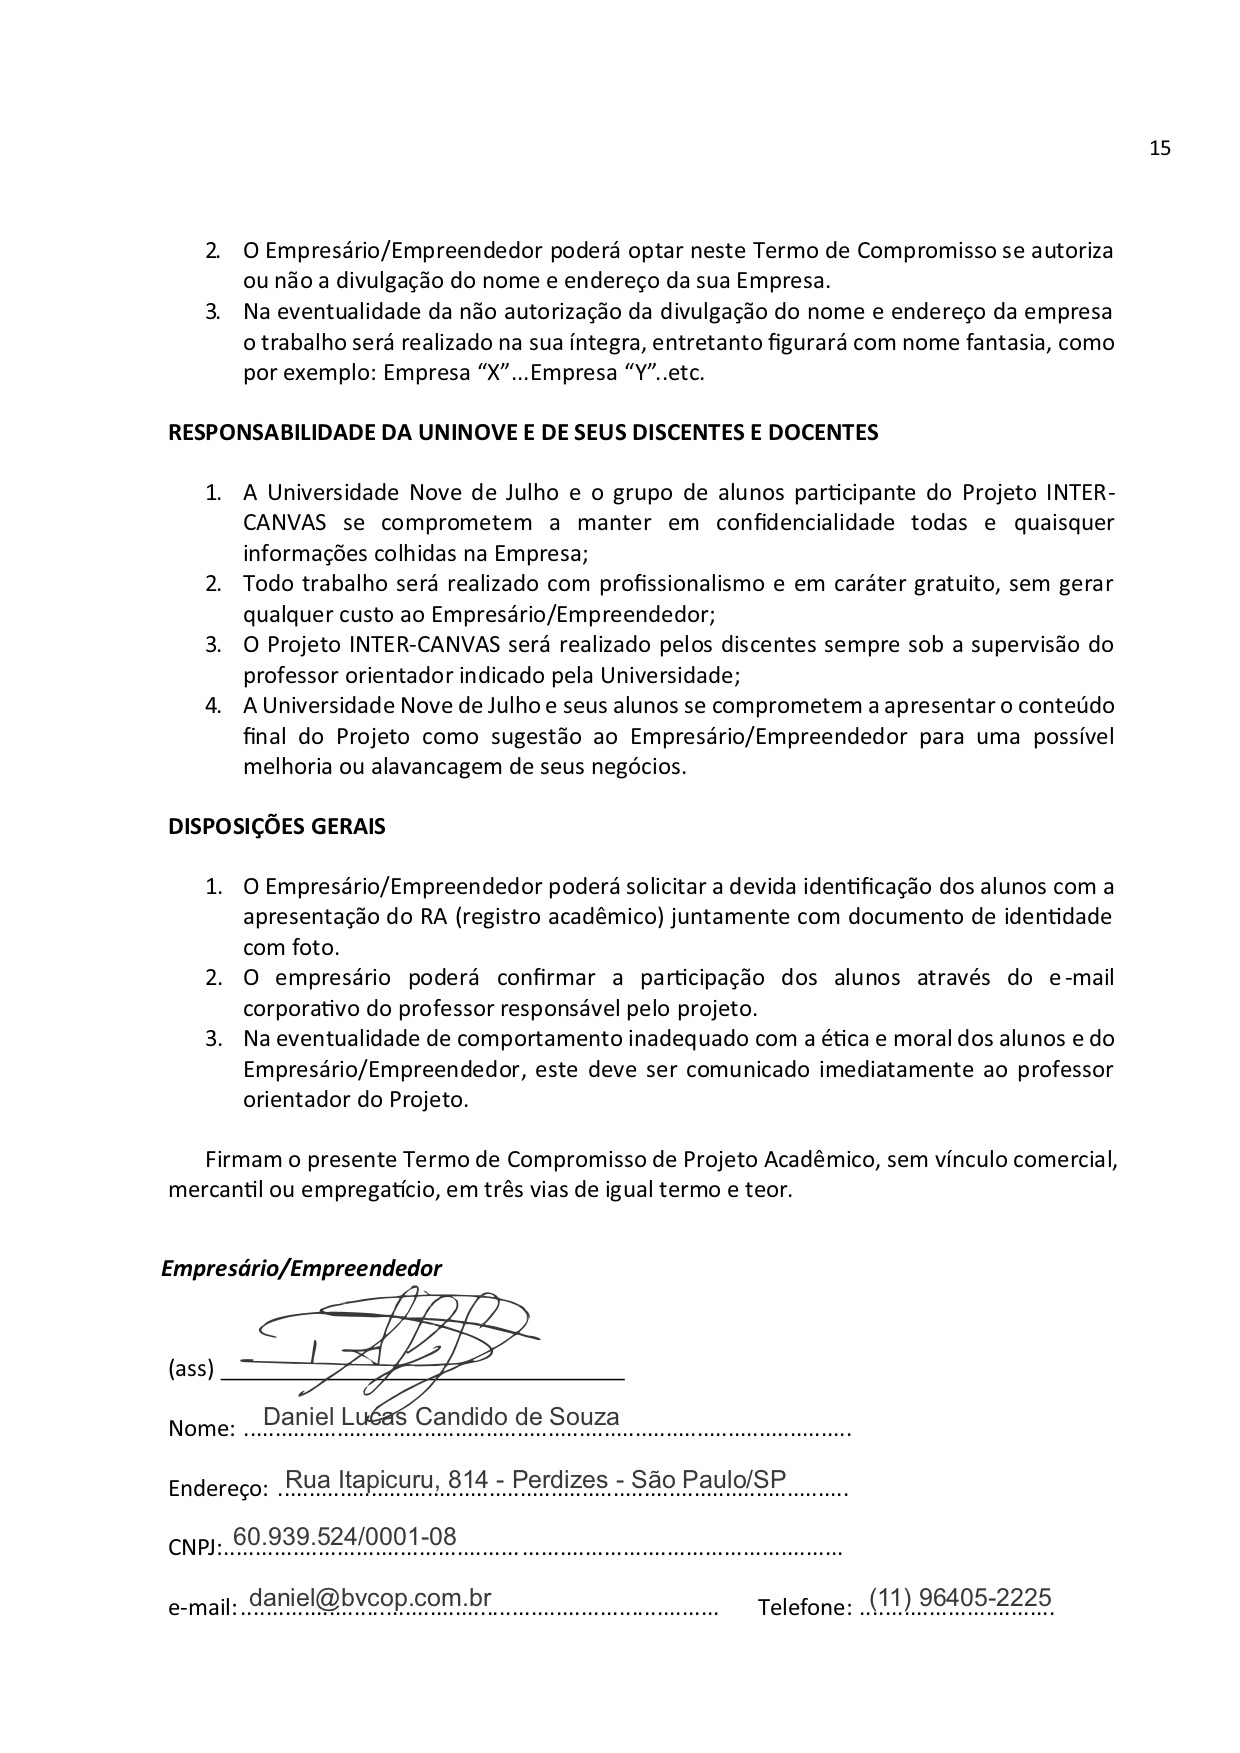 15
2. O Empresário/Empreendedor poderá optar neste Termo de Compromisso se autoriza
ou não a divulgação do nome e endereço da sua Empresa.
3. Na eventualidade da não autorização da divulgação do nome e endereço da empresa
o trabalho será realizado na sua íntegra, entretanto figurará com nome fantasia, como
por exemplo: Empresa “X”...Empresa “Y”..etc.
RESPONSABILIDADE DA UNINOVE E DE SEUS DISCENTES E DOCENTES
1. A Universidade Nove de Julho e o grupo de alunos participante do Projeto INTER-
CANVAS se comprometem a manter em confidencialidade todas e quaisquer
informações colhidas na Empresa;
2. Todo trabalho será realizado com profissionalismo e em caráter gratuito, sem gerar
qualquer custo ao Empresário/Empreendedor;
3. O Projeto INTER-CANVAS será realizado pelos discentes sempre sob a supervisão do
professor orientador indicado pela Universidade;
4. A Universidade Nove de Julho e seus alunos se comprometem a apresentar o conteúdo
final do Projeto como sugestão ao Empresário/Empreendedor para uma possível
melhoria ou alavancagem de seus negócios.
DISPOSIÇÕES GERAIS
1. O Empresário/Empreendedor poderá solicitar a devida identificação dos alunos com a
apresentação do RA (registro acadêmico) juntamente com documento de identidade
com foto.
2. O empresário poderá confirmar a participação dos alunos através do e-mail
corporativo do professor responsável pelo projeto.
3. Na eventualidade de comportamento inadequado com a ética e moral dos alunos e do
Empresário/Empreendedor, este deve ser comunicado imediatamente ao professor
orientador do Projeto.
Firmam o presente Termo de Compromisso de Projeto Acadêmico, sem vínculo comercial,
mercantil ou empregatício, em três vias de igual termo e teor.
Empresário/Empreendedor
(ass)
Nome: Daniel Lucas Candido de Souza
Endereço: Rua Itapicuru, 814 - Perdizes - São Paulo/SP
CNPJ: 60.939.524/0001-08
e-mail: daniel@bvcop.com.br Telefone: (11) 96405-2225